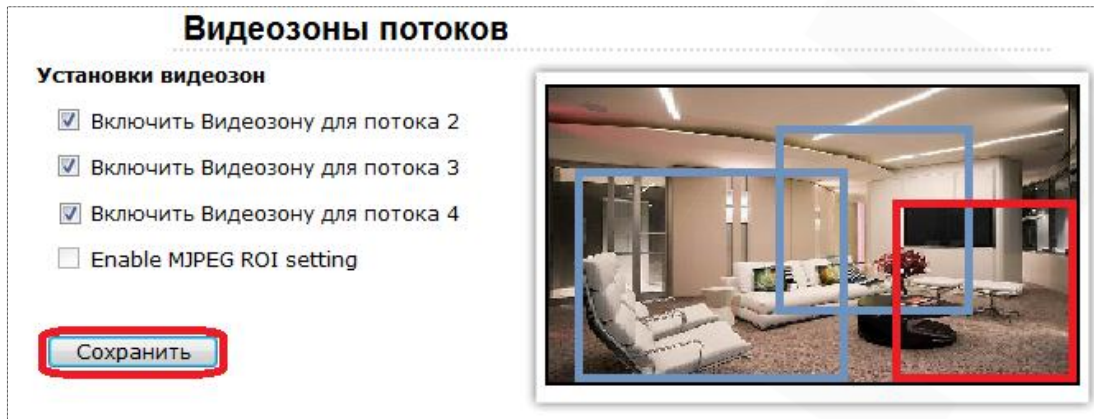 Видеозоны потоков
Установки видеозон
Включить Видеозону для потока 2
Включить Видеозону для потока 3
Включить Видеозону для потока 4
Enable MJPEG ROI setting
Сохранить